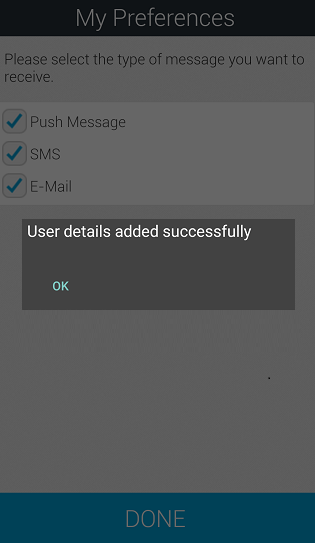 My Preferences
Please select the type of message you want to
receive.
Push Message
SMS
E-Mail
User details added successfully
OK
DONE